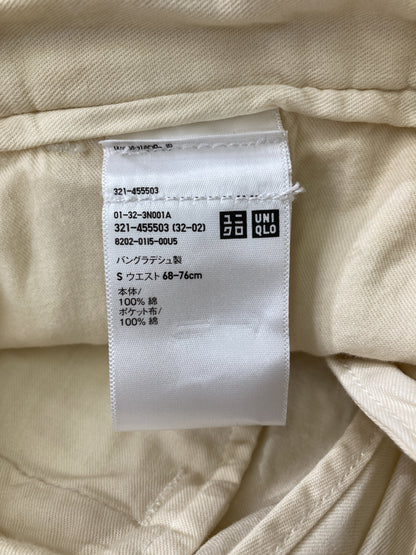 321-455503
01-32-3N001A
321-455503 (32-02)
8202-0115-00U5
ユニ
クロ
UNI
QLO
バングラデシュ製
S ウエスト 68-76cm
本体/
100% 綿
ポケット布/
100% 綿